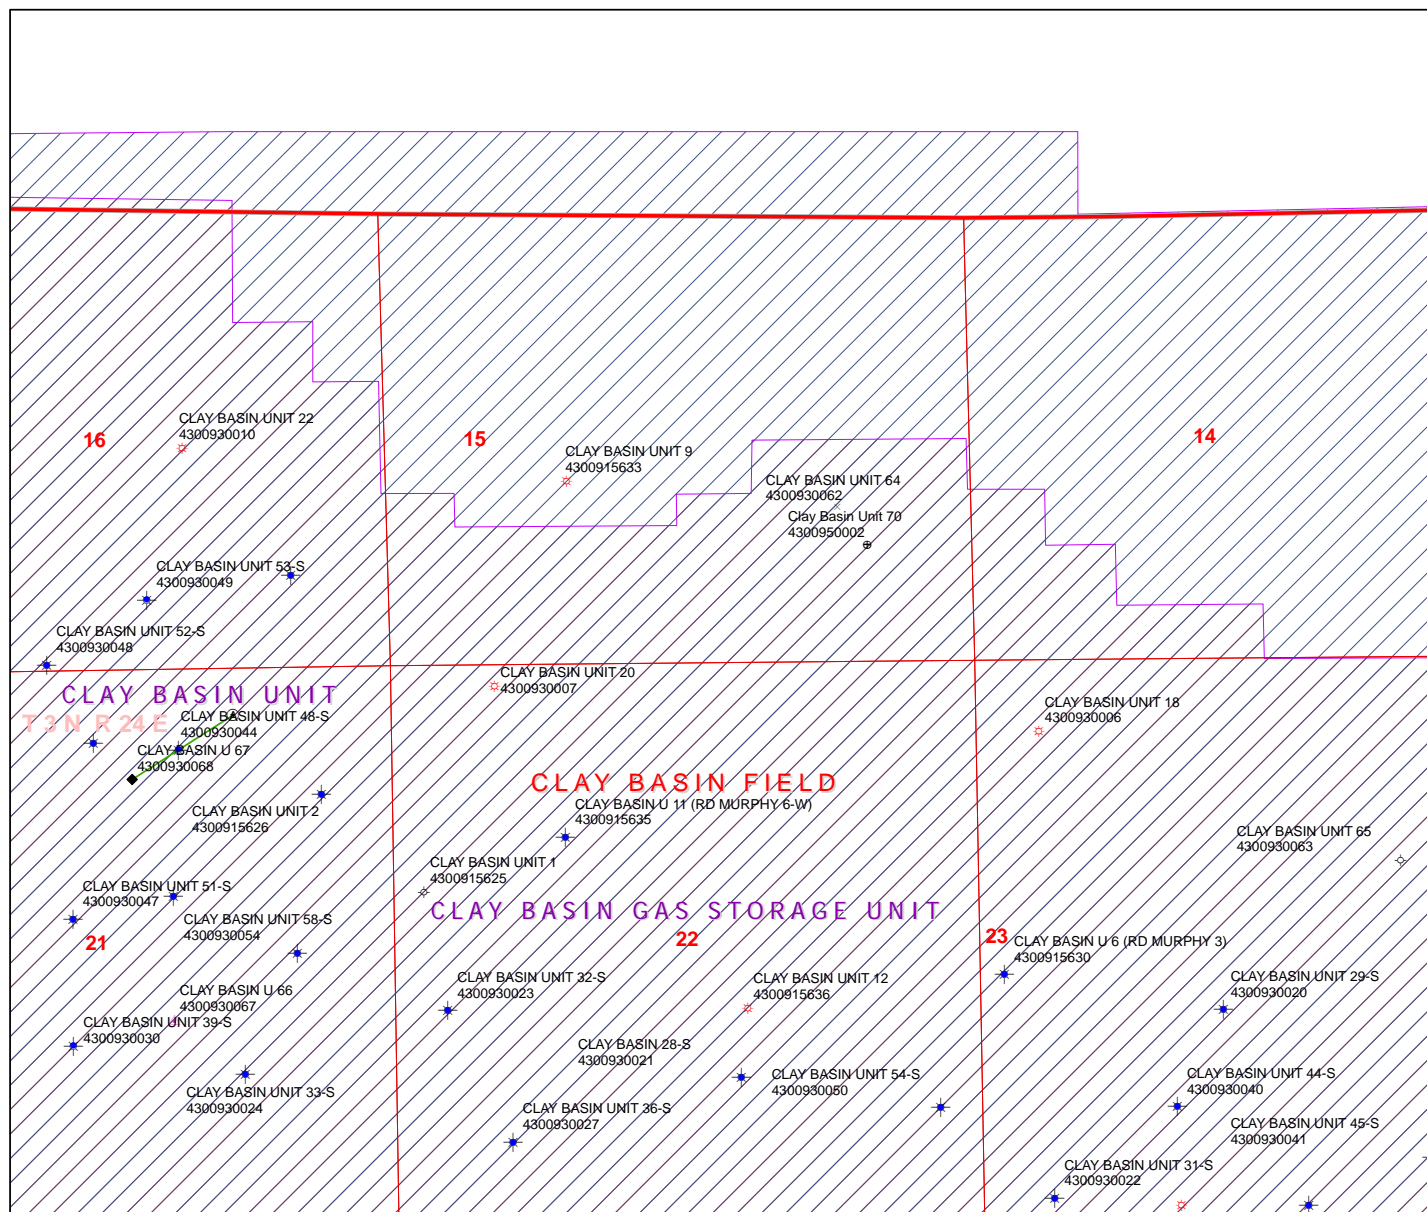 CLAY BASIN UNIT 22
4300930010
16
15
14
CLAY BASIN UNIT 9
4300915633
CLAY BASIN UNIT 64
4300930062
Clay Basin Unit 70
4300950002
CLAY BASIN UNIT 53-S
4300930049
CLAY BASIN UNIT 52-S
4300930048
CLAY BASIN UNIT 20
4300930007
CLAY BASIN UNIT
T 3 N R 24 E
CLAY BASIN UNIT 48-S
4300930044
CLAY BASIN UNIT 18
4300930006
CLAY BASIN U 67
4300930068
CLAY BASIN FIELD
CLAY BASIN UNIT 2
4300915626
CLAY BASIN U 11 (RD MURPHY 6-W)
4300915635
CLAY BASIN UNIT 65
4300930063
CLAY BASIN UNIT 1
4300915625
CLAY BASIN UNIT 51-S
4300930047
CLAY BASIN GAS STORAGE UNIT
CLAY BASIN UNIT 58-S
4300930054
21
22
23
CLAY BASIN U 6 (RD MURPHY 3)
4300915630
CLAY BASIN UNIT 32-S
4300930023
CLAY BASIN UNIT 12
4300915636
CLAY BASIN UNIT 29-S
4300930020
CLAY BASIN U 66
4300930067
CLAY BASIN UNIT 39-S
4300930030
CLAY BASIN 28-S
4300930021
CLAY BASIN UNIT 54-S
4300930050
CLAY BASIN UNIT 44-S
4300930040
CLAY BASIN UNIT 33-S
4300930024
CLAY BASIN UNIT 36-S
4300930027
CLAY BASIN UNIT 45-S
4300930041
CLAY BASIN UNIT 31-S
4300930022